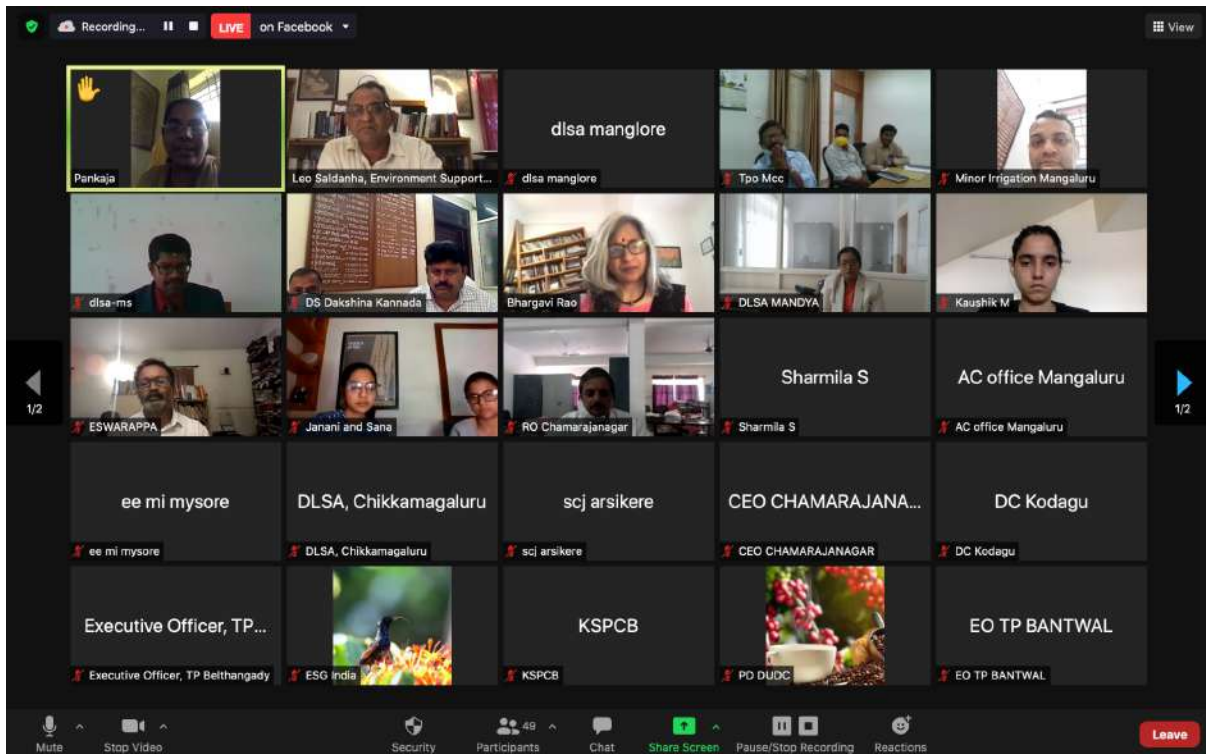 Recording...
LIVE
on Facebook
View
Pankaja
Leo Saldanha, Environment Support...
dlsa manglore
dlsa manglore
Tpo Mcc
Minor Irrigation Mangaluru
dlsa-ms
DS Dakshina Kannada
Bhargavi Rao
DLSA MANDYA
Kaushik M
1/2
ESWARAPPA
Janani and Sana
RO Chamarajanagar
Sharmila S
Sharmila S
AC office Mangaluru
AC office Mangaluru
1/2
ee mi mysore
ee mi mysore
DLSA, Chikkamagaluru
DLSA, Chikkamagaluru
scj arsikere
scj arsikere
CEO CHAMARAJANA...
CEO CHAMARAJANAGAR
DC Kodagu
DC Kodagu
Executive Officer, TP...
Executive Officer, TP Belthangady
ESG India
KSPCB
KSPCB
PD DUDC
EO TP BANTWAL
EO TP BANTWAL
Mute
Stop Video
Security
49
Participants
Chat
Share Screen
Pause/Stop Recording
Reactions
Leave